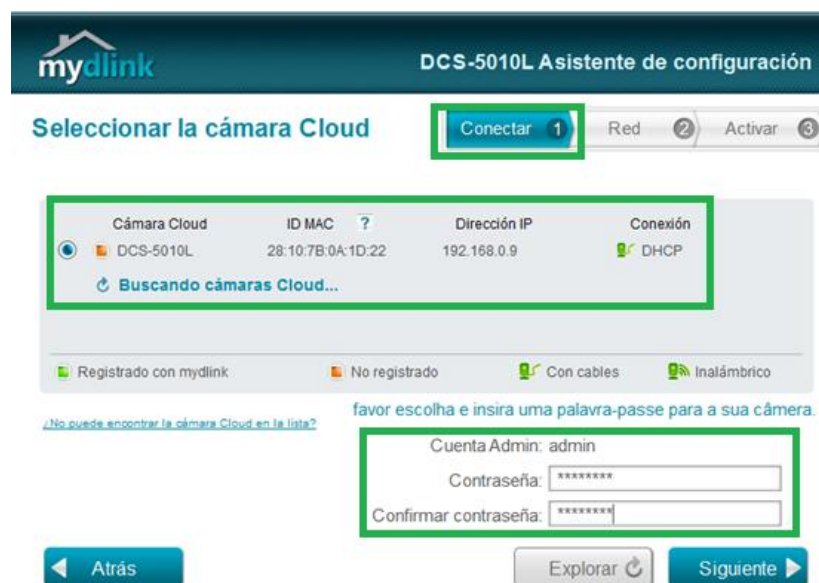 mydlink
DCS-5010L Asistente de configuración
Seleccionar la cámara Cloud
Conectar 1 Red 2 Activar 3
Cámara Cloud ID MAC ? Dirección IP Conexión
DCS-5010L 28:10:7B:0A:1D:22 192.168.0.9 DHCP
Buscando cámaras Cloud...
Registrado con mydlink No registrado Con cables Inalámbrico
¿No puede encontrar la cámara Cloud en la lista?
favor escolha e insira uma palavra-passe para a sua câmera.
Cuenta Admin: admin
Contraseña: ********
Confirmar contraseña: ********
Atrás Explorar Siguiente